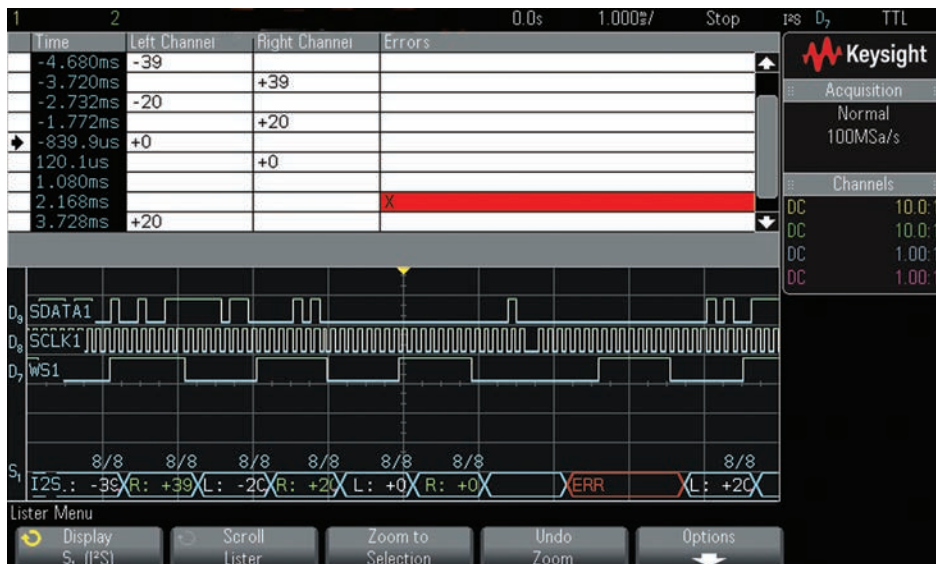 1 2 0.0s 1.000ms/ Stop I²S D7 TTL
Time Left Channel Right Channel Errors
-4.680ms -39
-3.720ms +39
-2.732ms -20
-1.772ms +20
-839.9us +0
120.1us +0
1.080ms
2.168ms X
3.728ms +20
Keysight
Acquisition
Normal
100MSa/s
Channels
DC 10.0:1
DC 10.0:1
DC 1.00:1
DC 1.00:1
D9 SDATA1
D8 SCLK1
D7 WS1
8/8 8/8 8/8 8/8 8/8 8/8 8/8
S1 I2S.: -39 R: +39 L: -20 R: +20 L: +0 R: +0 ERR L: +20
Lister Menu
Display Scroll Zoom to Undo Options
S1 (I²S) Lister Selection Zoom